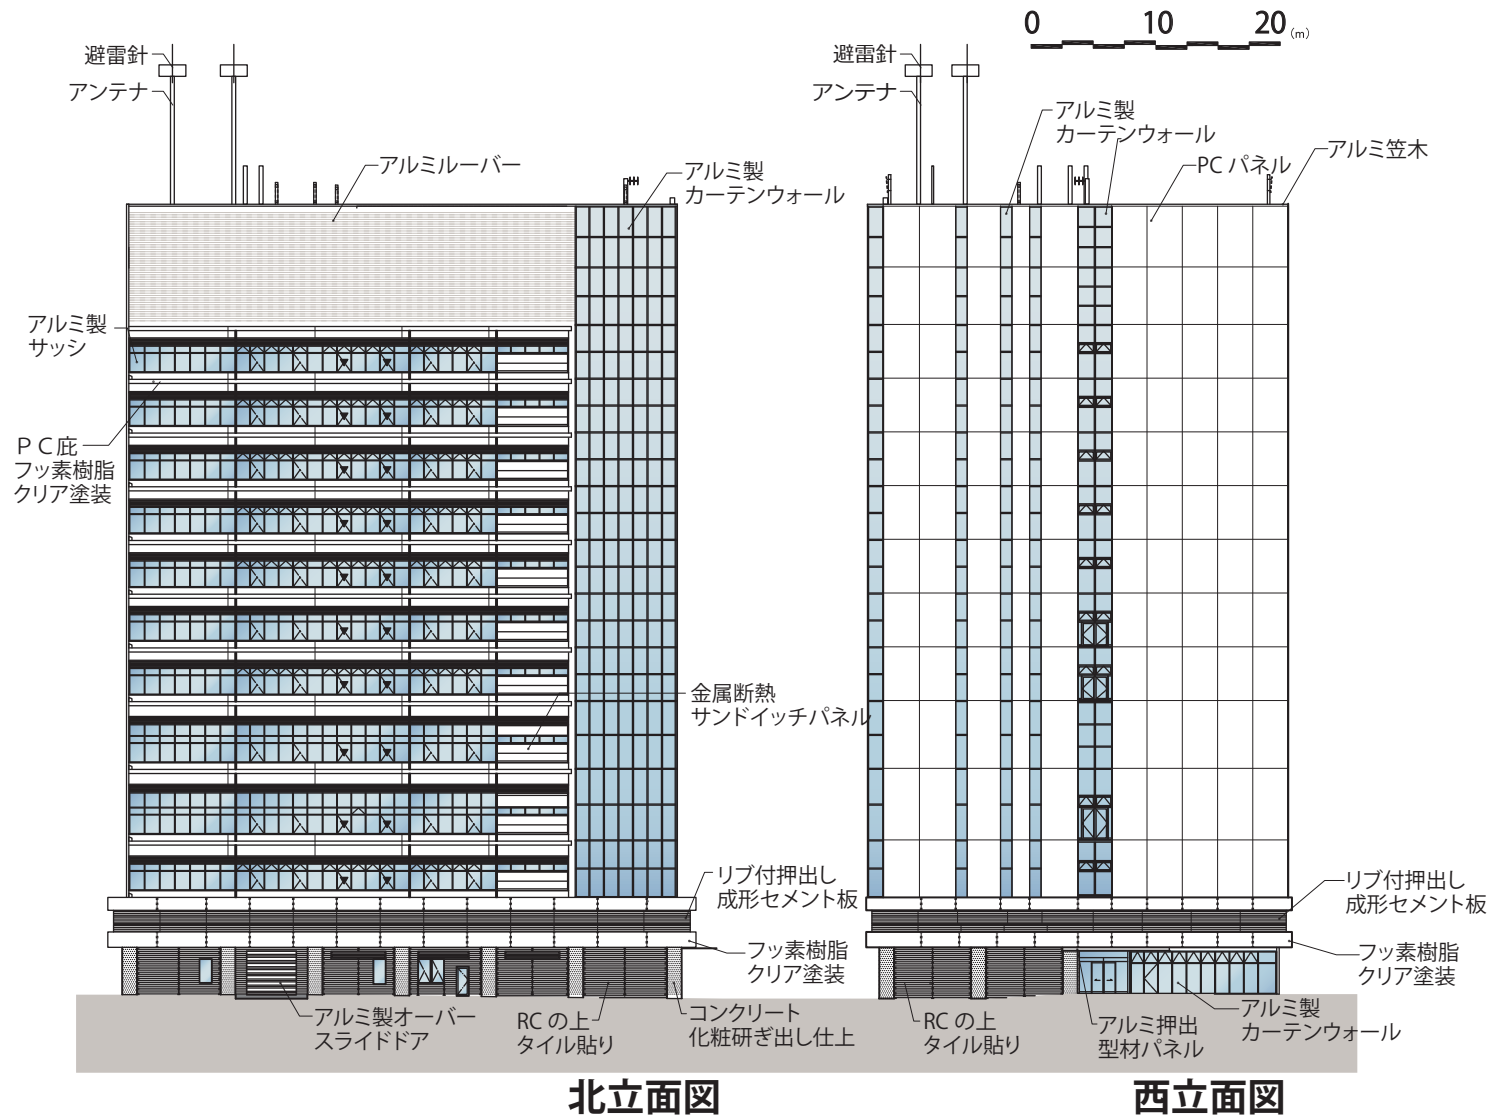 0 10 20 (m)
避雷針
アンテナ
アルミルーバー
アルミ製
カーテンウォール
アルミ製
サッシ
ＰＣ庇
フッ素樹脂
クリア塗装
金属断熱
サンドイッチパネル
リブ付押出し
成形セメント板
フッ素樹脂
クリア塗装
アルミ製オーバー
スライドドア
RC の上
タイル貼り
コンクリート
化粧研ぎ出し仕上
北立面図
避雷針
アンテナ
アルミ製
カーテンウォール
PC パネル
アルミ笠木
リブ付押出し
成形セメント板
フッ素樹脂
クリア塗装
RC の上
タイル貼り
アルミ押出
型材パネル
アルミ製
カーテンウォール
西立面図